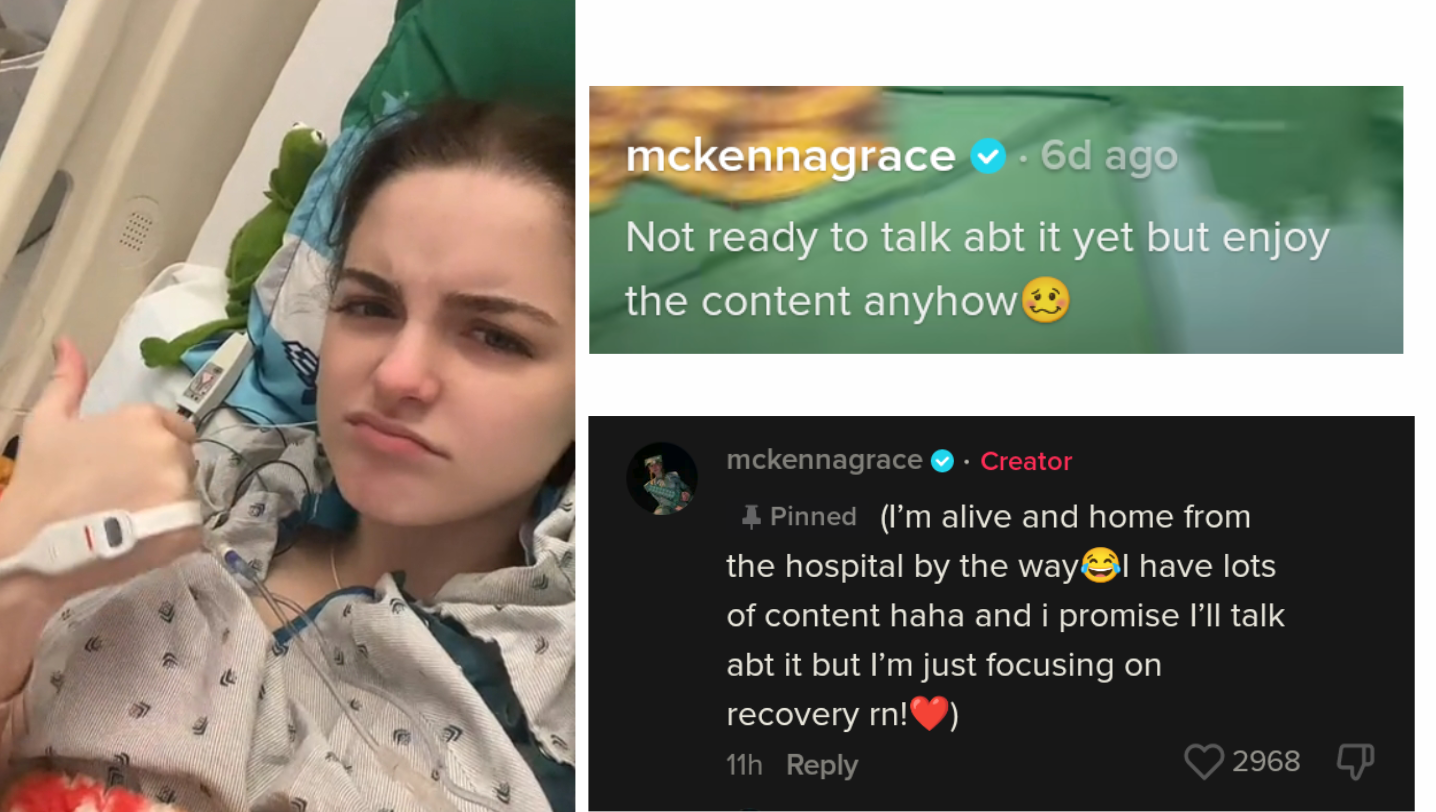 mckennagrace · 6d ago
Not ready to talk abt it yet but enjoy
the content anyhow🥴
mckennagrace · Creator
Pinned (I’m alive and home from
the hospital by the way😂I have lots
of content haha and i promise I’ll talk
abt it but I’m just focusing on
recovery rn!❤️)
11h Reply 2968